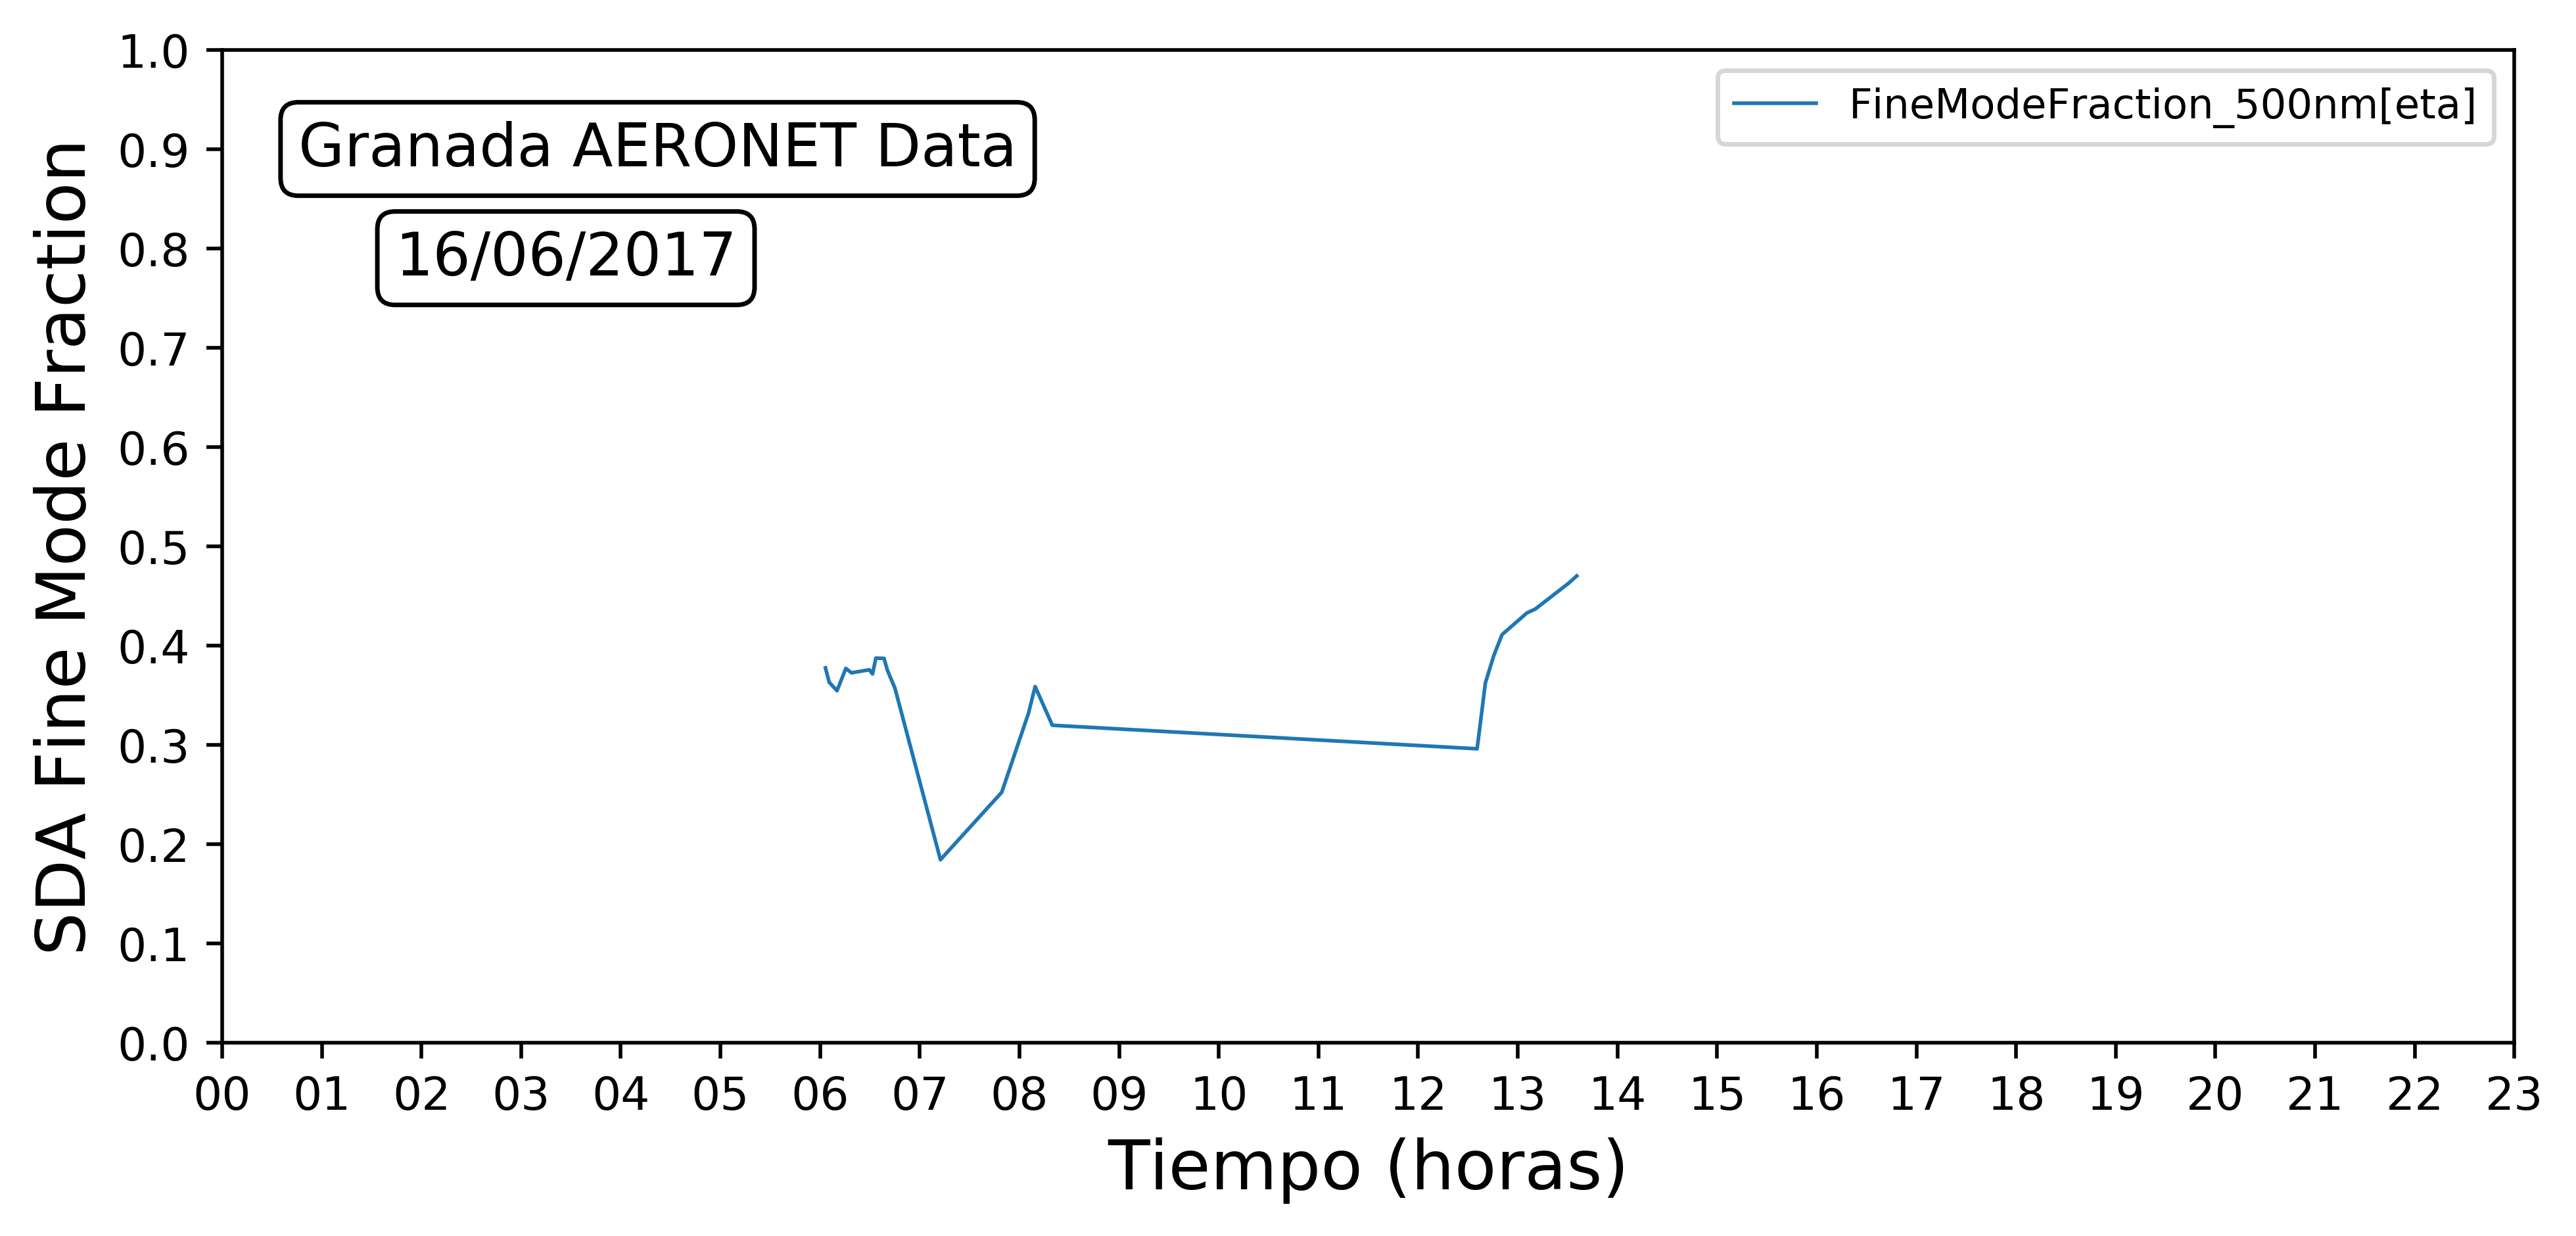 Granada AERONET Data
16/06/2017
FineModeFraction_500nm[eta]
SDA Fine Mode Fraction
1.0
0.9
0.8
0.7
0.6
0.5
0.4
0.3
0.2
0.1
0.0
00 01 02 03 04 05 06 07 08 09 10 11 12 13 14 15 16 17 18 19 20 21 22 23
Tiempo (horas)